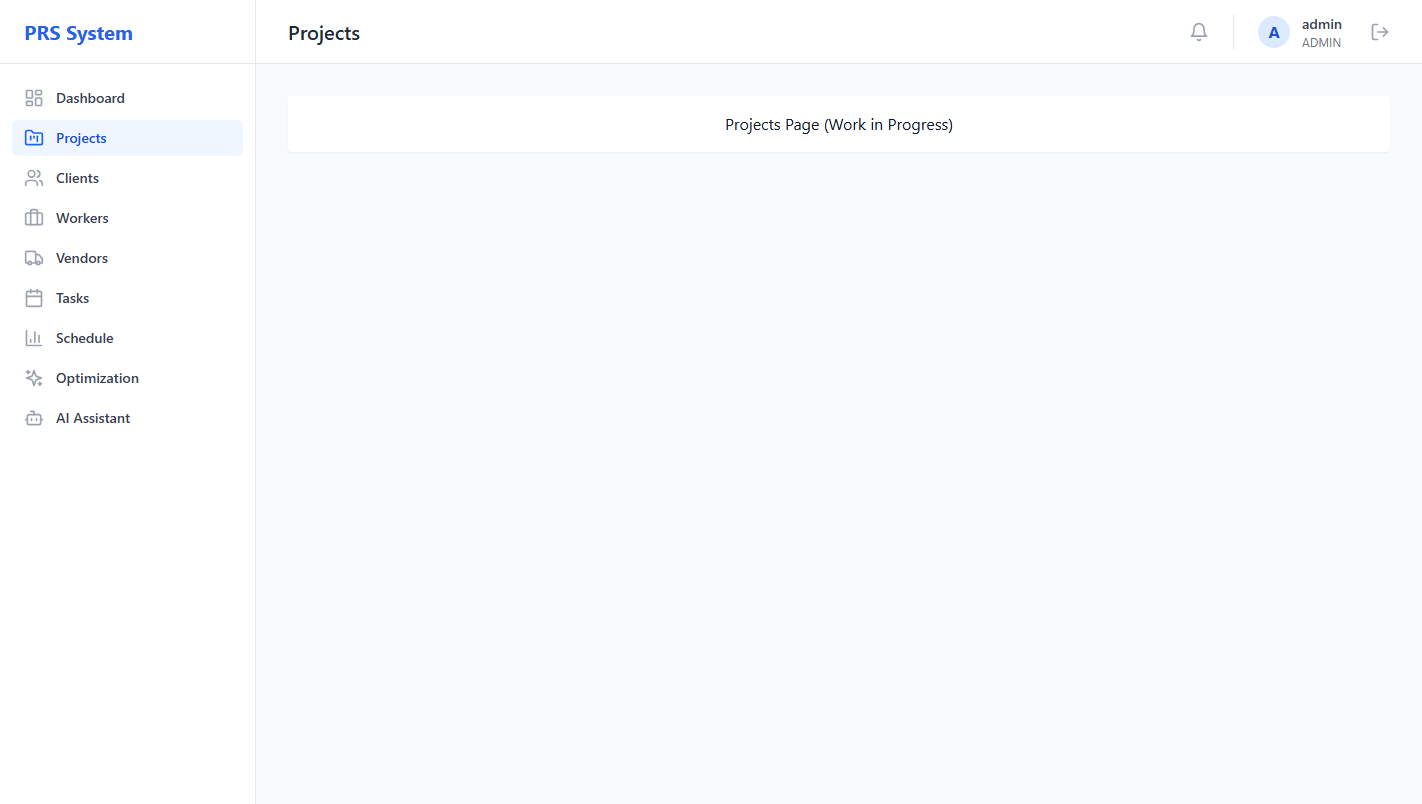 PRS System
Projects
A
admin
ADMIN
Dashboard
Projects
Clients
Workers
Vendors
Tasks
Schedule
Optimization
AI Assistant
Projects Page (Work in Progress)